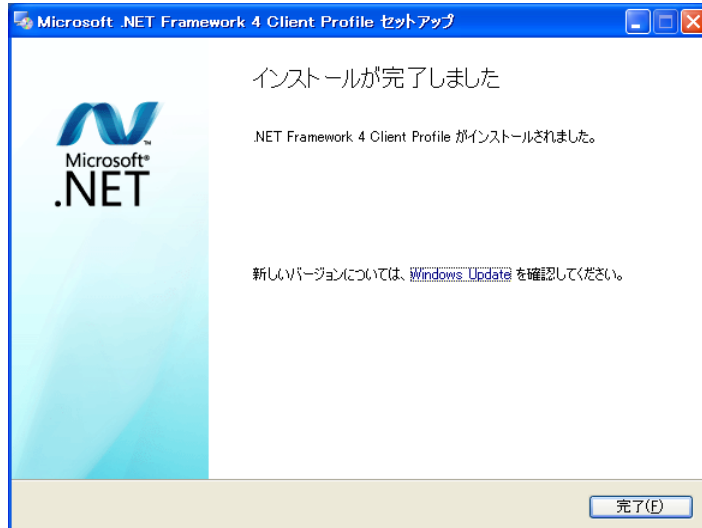 Microsoft .NET Framework 4 Client Profile セットアップ
インストールが完了しました
.NET Framework 4 Client Profile がインストールされました。
Microsoft®
.NET
新しいバージョンについては、Windows Update を確認してください。
完了(F)